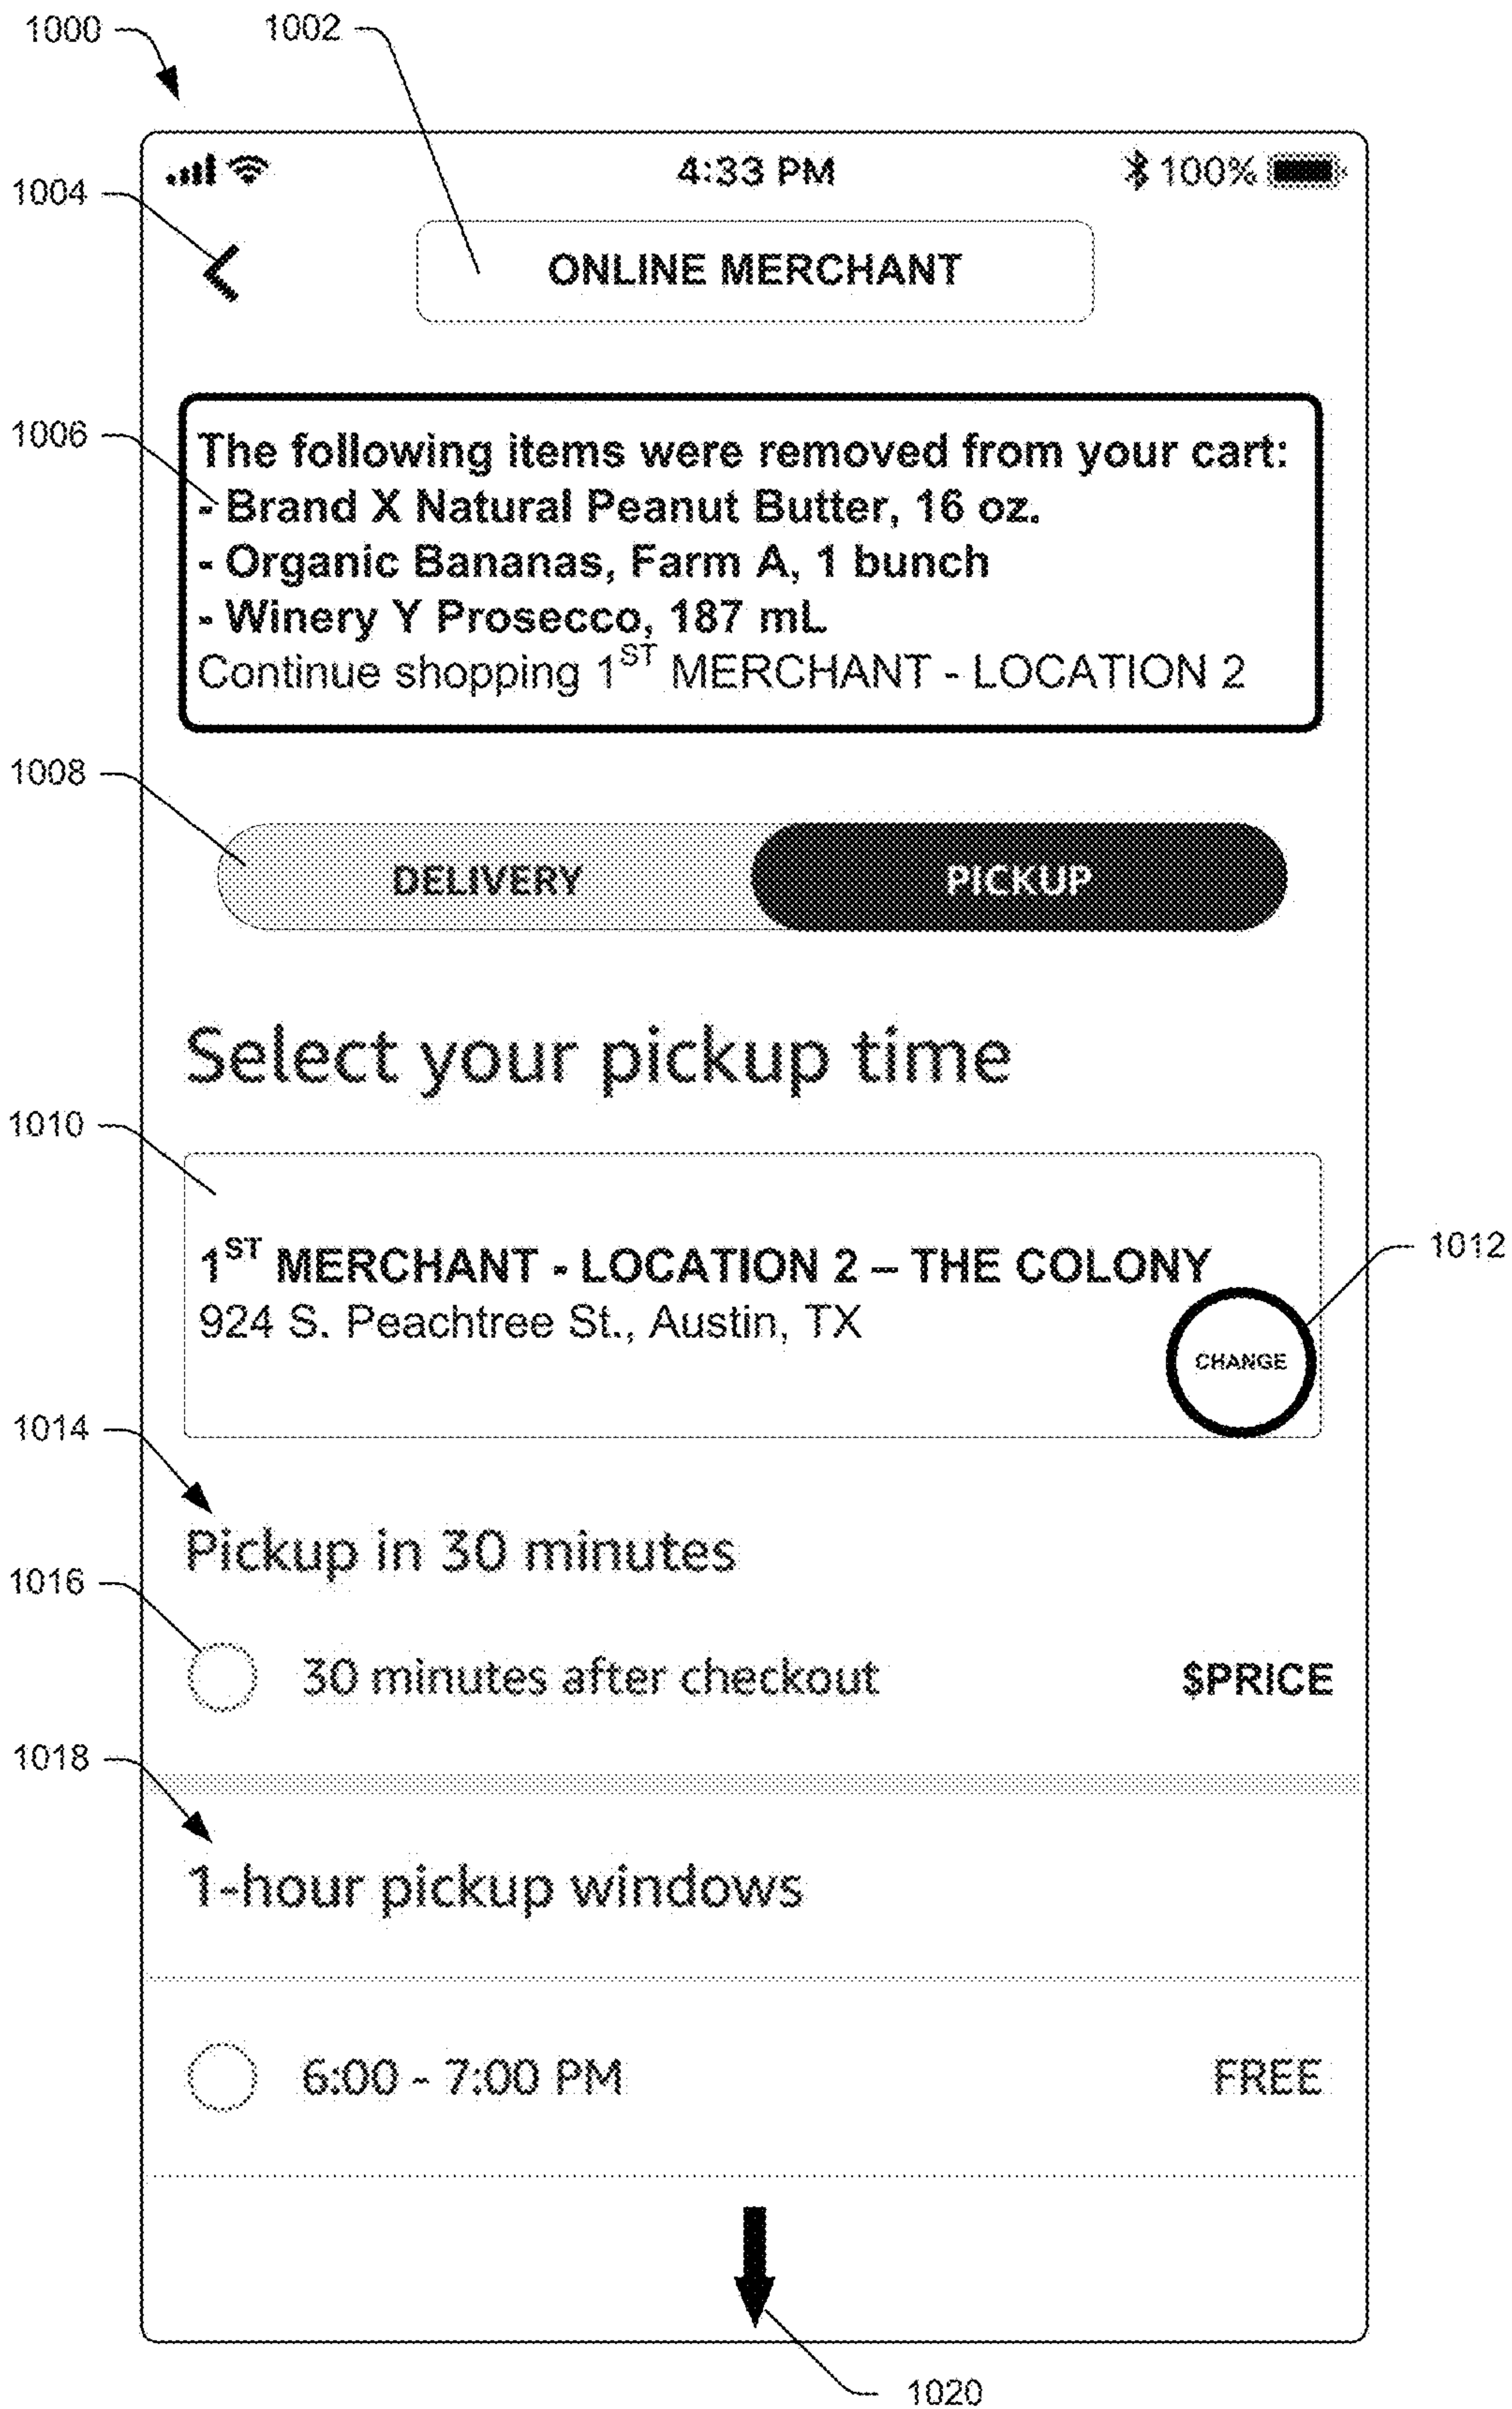 1000
1002
4:33 PM
100%
1004
ONLINE MERCHANT
1006
The following items were removed from your cart:
- Brand X Natural Peanut Butter, 16 oz.
- Organic Bananas, Farm A, 1 bunch
- Winery Y Prosecco, 187 mL
Continue shopping 1ST MERCHANT - LOCATION 2
1008
DELIVERY
PICKUP
Select your pickup time
1010
1ST MERCHANT - LOCATION 2 – THE COLONY
924 S. Peachtree St., Austin, TX
1012
CHANGE
1014
Pickup in 30 minutes
1016
30 minutes after checkout
$PRICE
1018
1-hour pickup windows
6:00 - 7:00 PM
FREE
1020